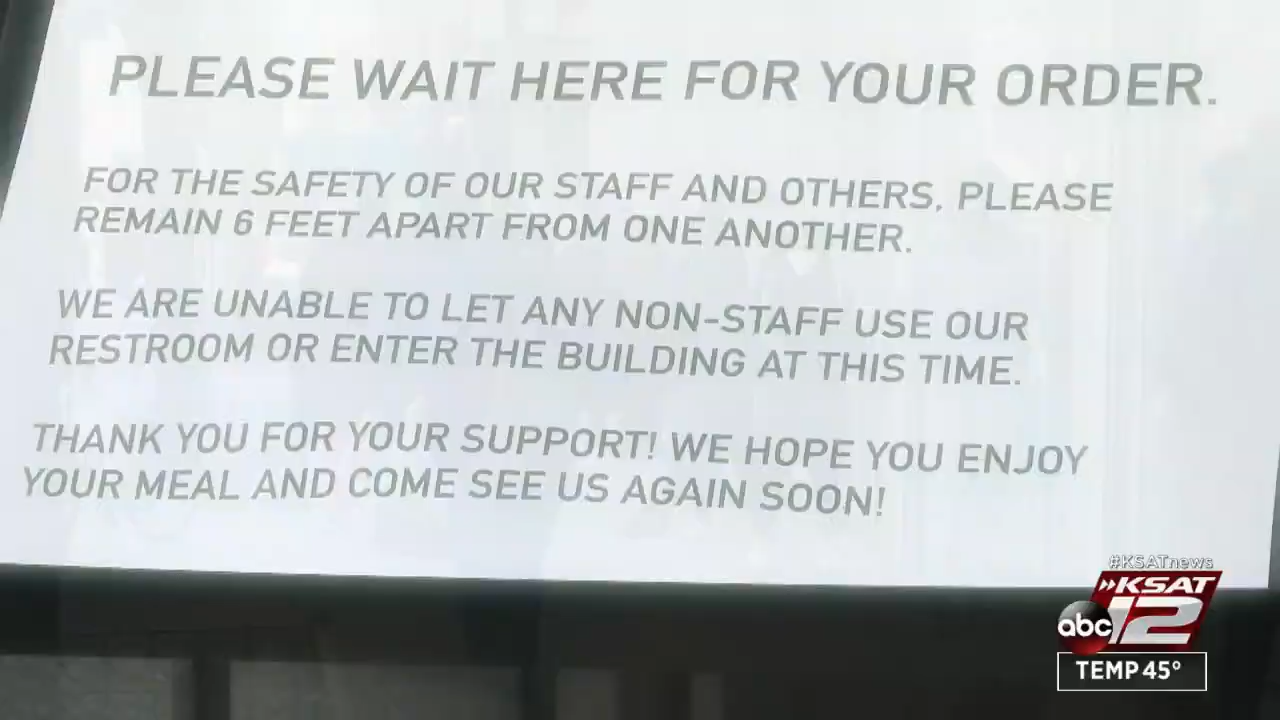 PLEASE WAIT HERE FOR YOUR ORDER.
FOR THE SAFETY OF OUR STAFF AND OTHERS, PLEASE
REMAIN 6 FEET APART FROM ONE ANOTHER.
WE ARE UNABLE TO LET ANY NON-STAFF USE OUR
RESTROOM OR ENTER THE BUILDING AT THIS TIME.
THANK YOU FOR YOUR SUPPORT! WE HOPE YOU ENJOY
YOUR MEAL AND COME SEE US AGAIN SOON!
#KSATnews
KSAT
abc 12
TEMP 45°